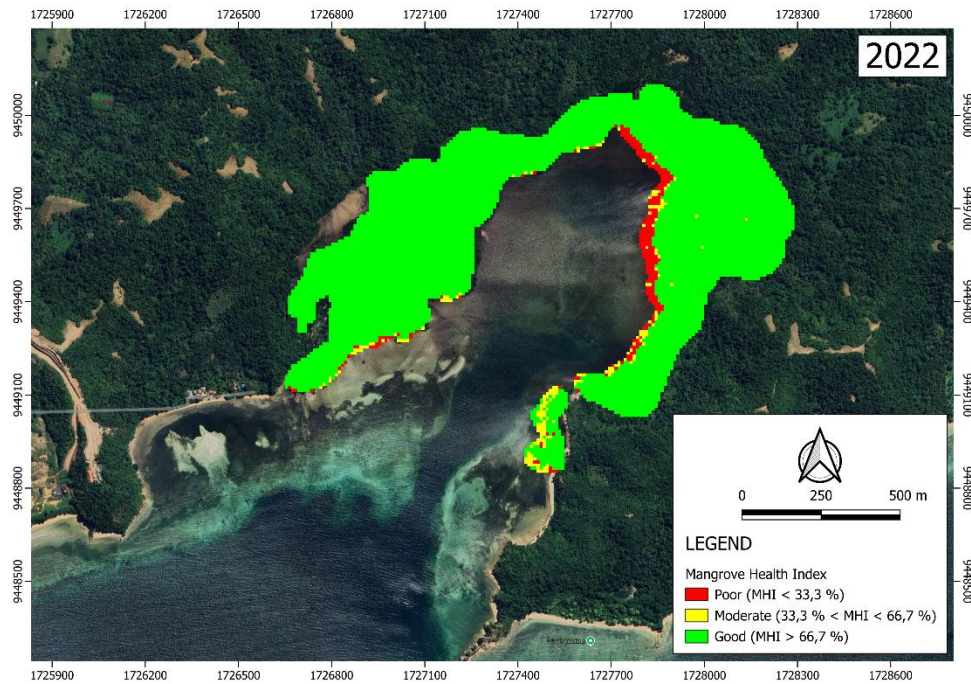 1725900 1726200 1726500 1726800 1727100 1727400 1727700 1728000 1728300 1728600
2022
9450000 9450000
9449700 9449700
9449400 9449400
9449100 9449100
9448800 9448800
9448500 9448500
0 250 500 m
LEGEND
Mangrove Health Index
Poor (MHI < 33,3 %)
Moderate (33,3 % < MHI < 66,7 %)
Good (MHI > 66,7 %)
1725900 1726200 1726500 1726800 1727100 1727400 1727700 1728000 1728300 1728600